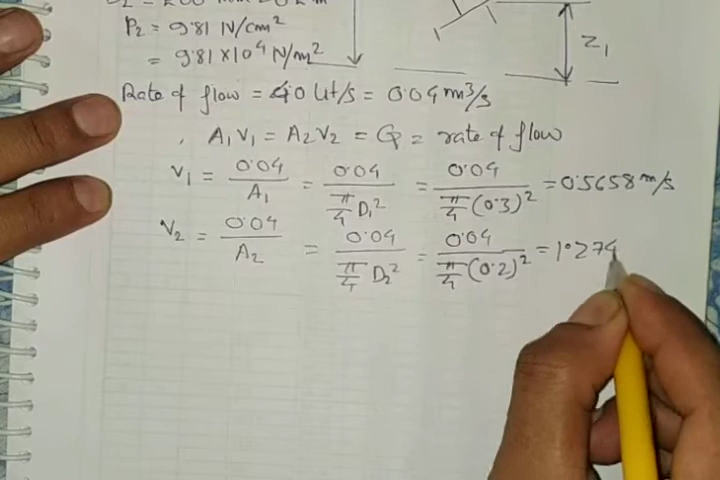 P₂ = 9.81 N/cm²
= 9.81 × 10⁴ N/m²
Z₁
Rate of flow = 40 lit/s = 0.04 m³/s
∴ A₁V₁ = A₂V₂ = Q = rate of flow
V₁ = 0.04/A₁ = 0.04/(π/4 D₁²) = 0.04/(π/4 (0.3)²) = 0.5658 m/s
V₂ = 0.04/A₂ = 0.04/(π/4 D₂²) = 0.04/(π/4 (0.2)²) = 1.274